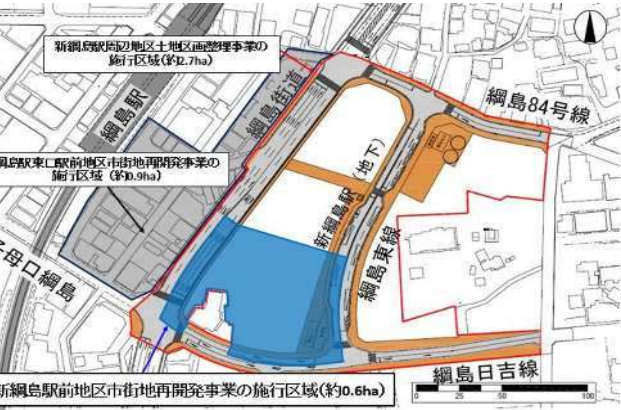 新綱島駅周辺地区土地区画整理事業の
施行区域(約2.7ha)
綱島駅
綱島街道
綱島84号線
綱島駅東口駅前地区市街地再開発事業の
施行区域 (約0.9ha)
新綱島駅(地下)
綱島東線
子母口綱島
綱島日吉線
新綱島駅前地区市街地再開発事業の施行区域(約0.6ha)
0 25 50 100